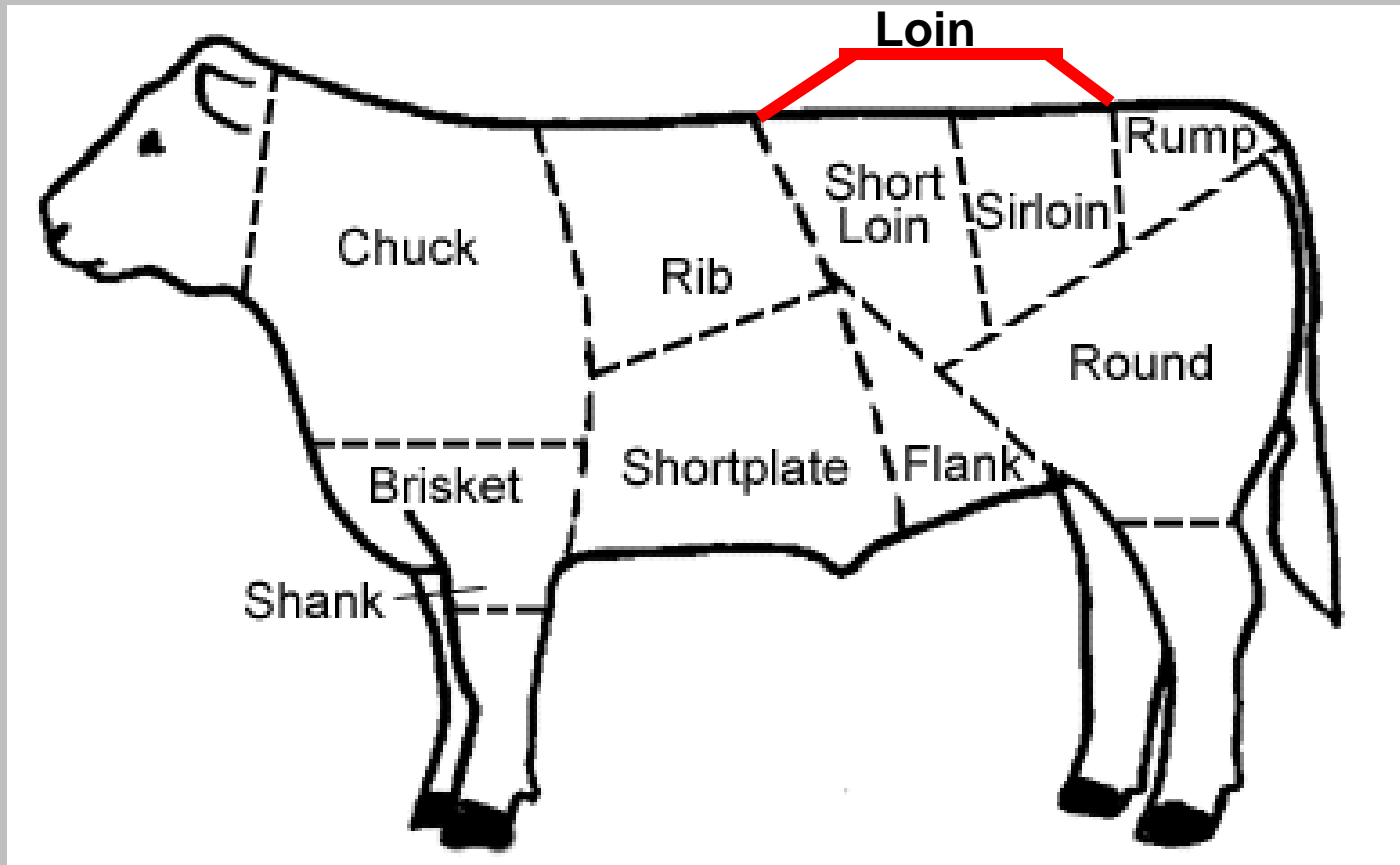 Loin
Rump
Short
Loin
Sirloin
Chuck
Rib
Round
Shortplate
Flank
Brisket
Shank